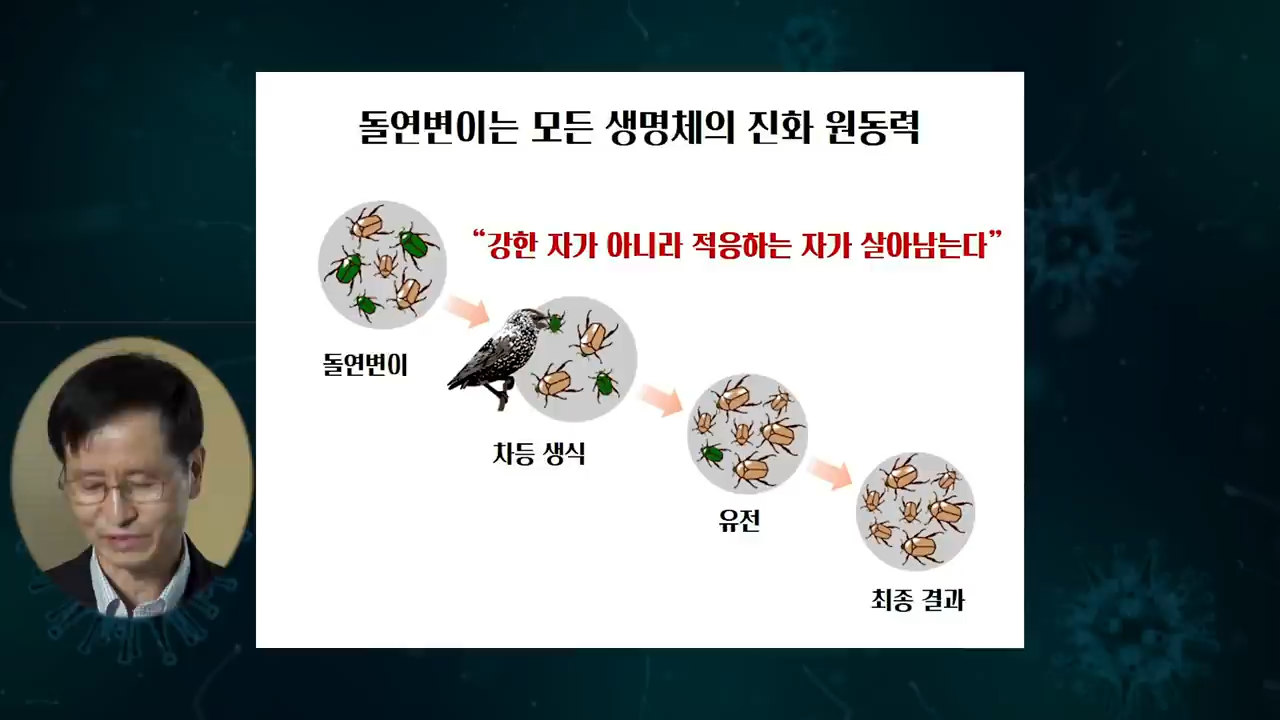 돌연변이는 모든 생명체의 진화 원동력
“강한 자가 아니라 적응하는 자가 살아남는다”
돌연변이
차등 생식
유전
최종 결과